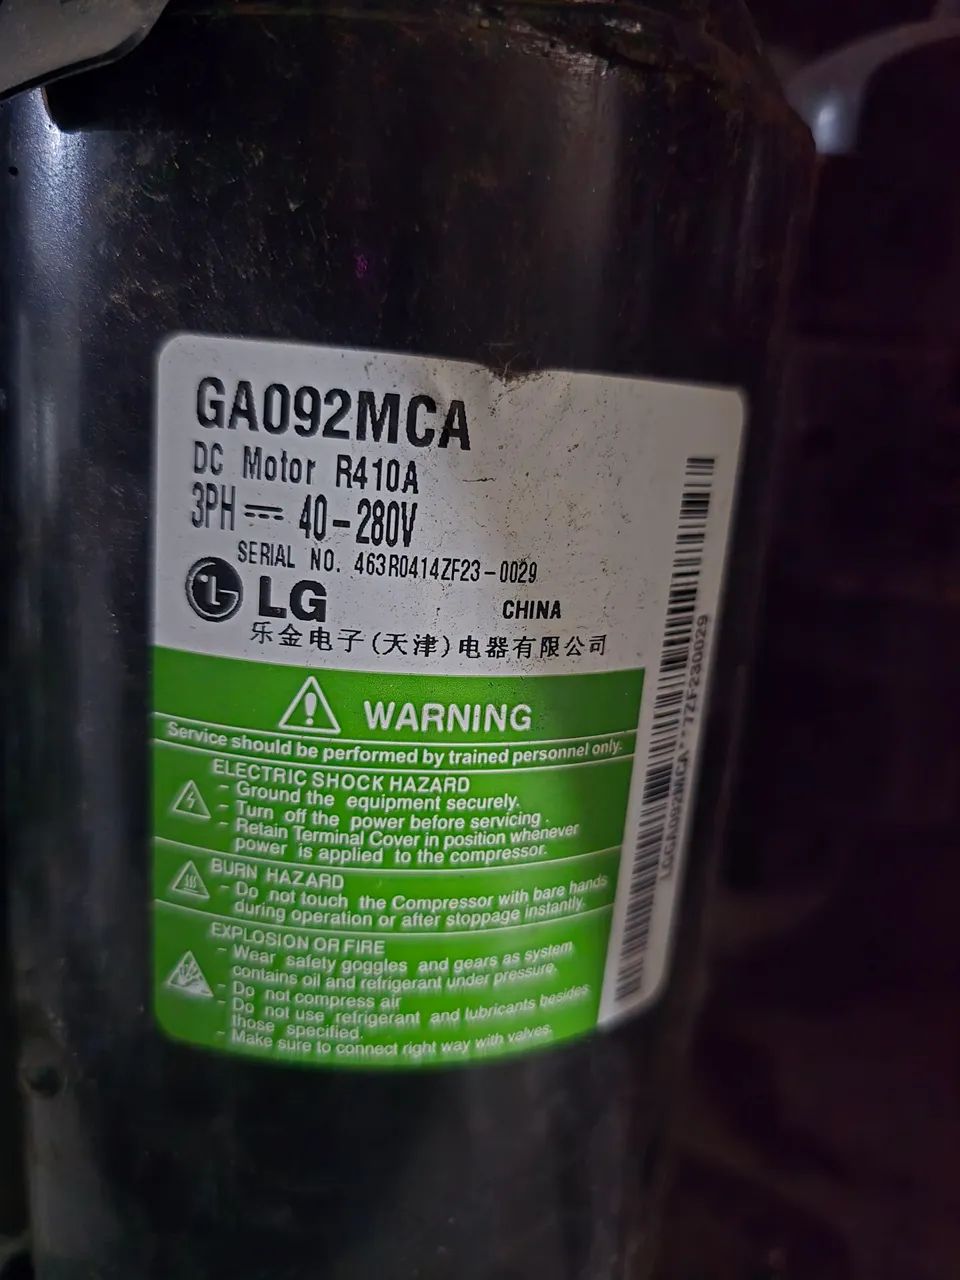 GA092MCA
DC Motor R410A
3PH 40-280V
SERIAL NO. 463R0414ZF23-0029
LG CHINA
乐金电子(天津)电器有限公司
WARNING
Service should be performed by trained personnel only.
ELECTRIC SHOCK HAZARD
- Ground the equipment securely.
- Turn off the power before servicing.
- Retain Terminal Cover in position whenever
power is applied to the compressor.
BURN HAZARD
- Do not touch the Compressor with bare hands
during operation or after stoppage instantly.
EXPLOSION OR FIRE
- Wear safety goggles and gears as system
contains oil and refrigerant under pressure.
- Do not compress air
- Do not use refrigerant and lubricants besides
those specified.
- Make sure to connect right way with valves.
LGGA092MCA--7ZF230029